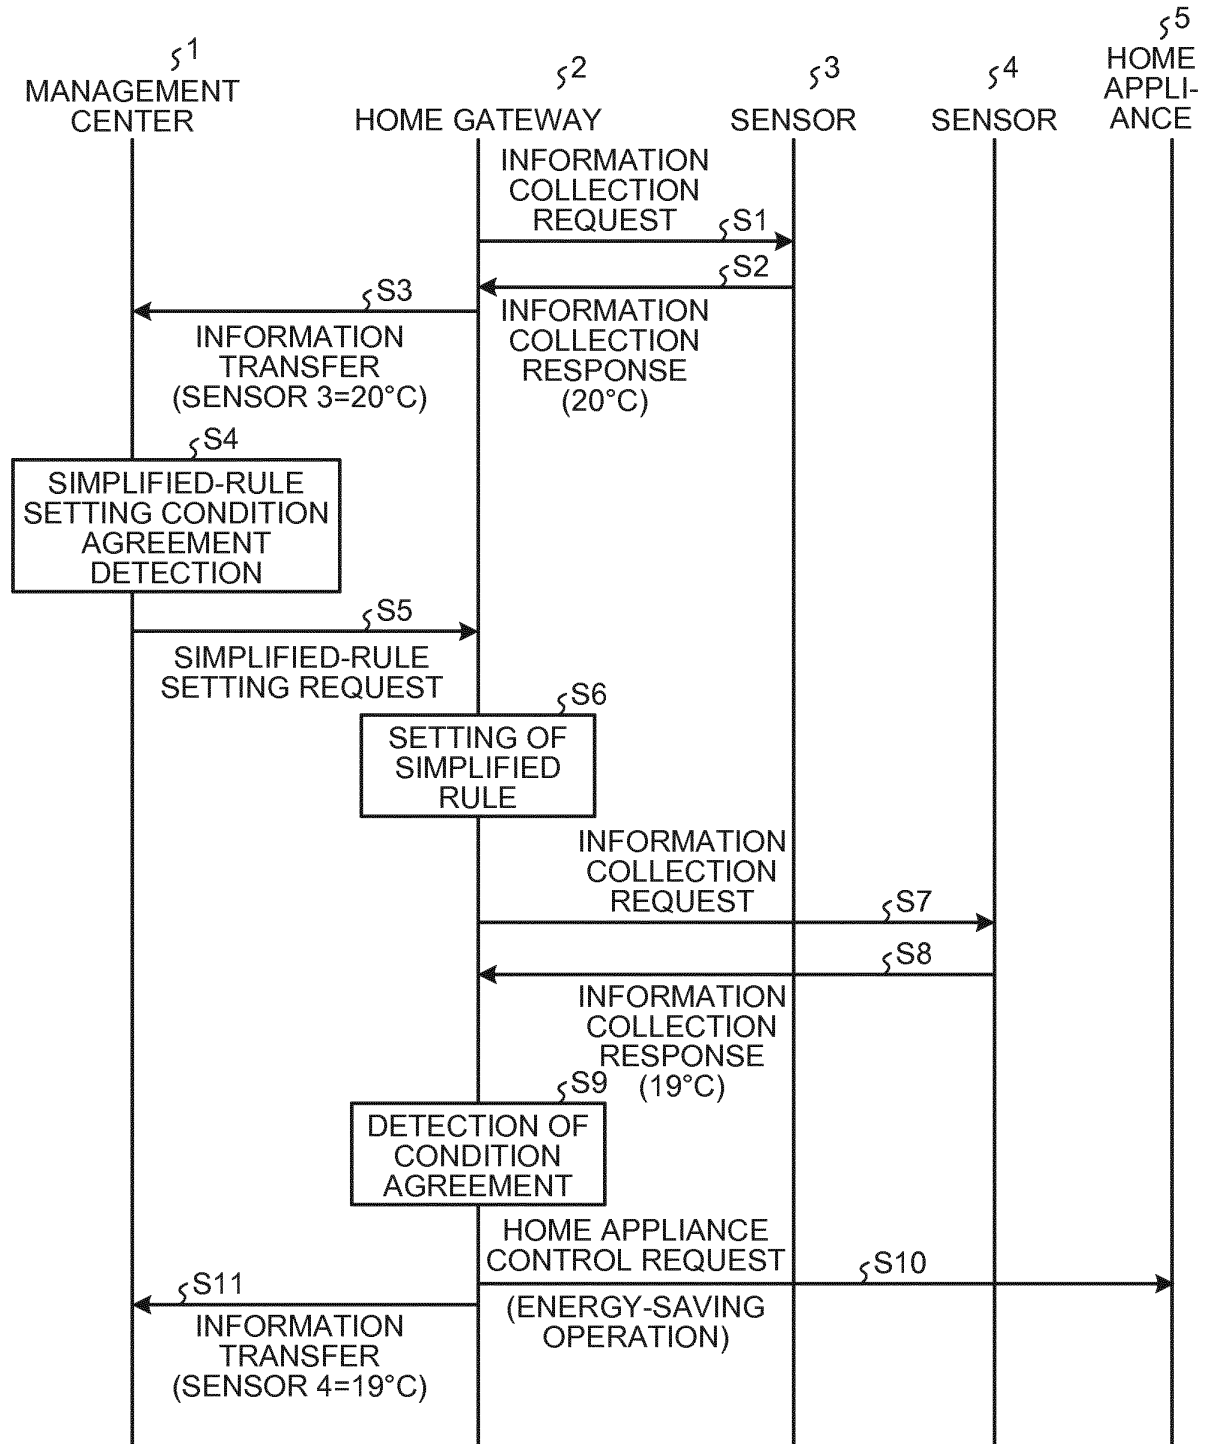 1
MANAGEMENT
CENTER
2
HOME GATEWAY
3
SENSOR
4
SENSOR
5
HOME
APPLI-
ANCE
INFORMATION
COLLECTION
REQUEST
S1
S2
INFORMATION
COLLECTION
RESPONSE
(20°C)
S3
INFORMATION
TRANSFER
(SENSOR 3=20°C)
S4
SIMPLIFIED-RULE
SETTING CONDITION
AGREEMENT
DETECTION
S5
SIMPLIFIED-RULE
SETTING REQUEST
S6
SETTING OF
SIMPLIFIED
RULE
INFORMATION
COLLECTION
REQUEST
S7
S8
INFORMATION
COLLECTION
RESPONSE
(19°C)
S9
DETECTION OF
CONDITION
AGREEMENT
HOME APPLIANCE
CONTROL REQUEST
S10
(ENERGY-SAVING
OPERATION)
S11
INFORMATION
TRANSFER
(SENSOR 4=19°C)